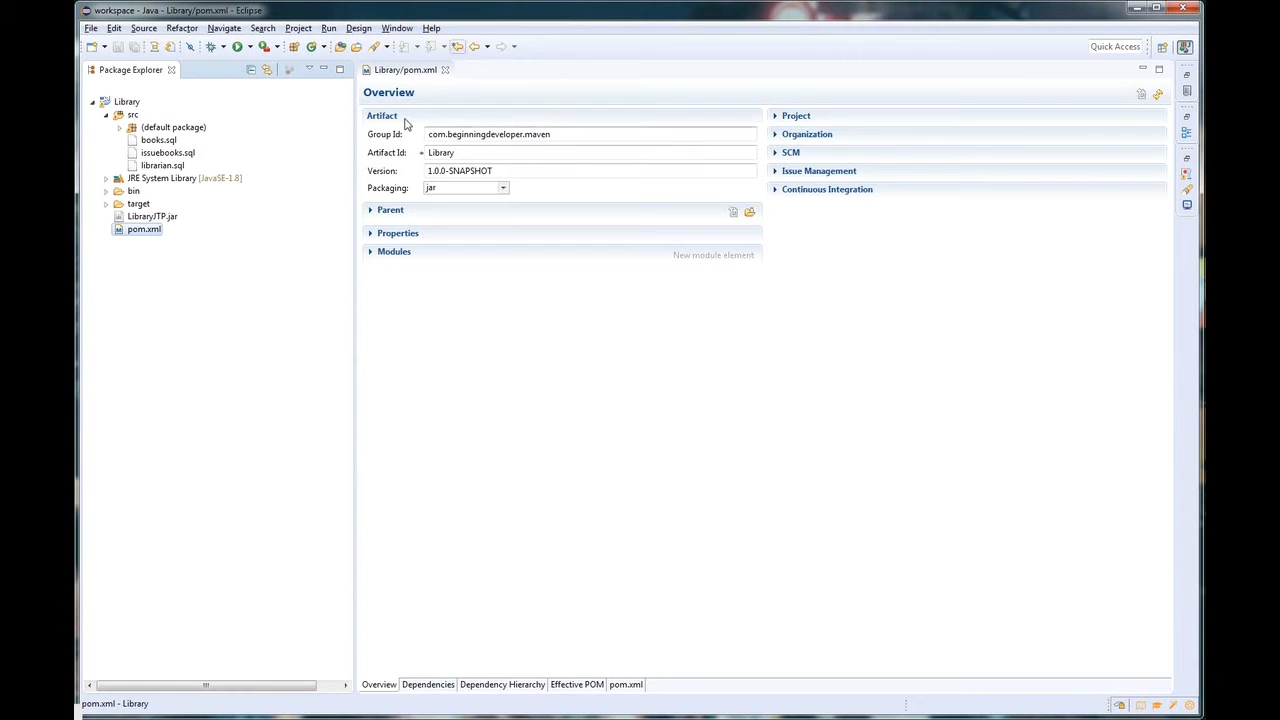 workspace - Java - Library/pom.xml - Eclipse
File Edit Source Refactor Navigate Search Project Run Design Window Help
Quick Access
Package Explorer
Library/pom.xml
Library
src
(default package)
books.sql
issuebooks.sql
librarian.sql
JRE System Library [JavaSE-1.8]
bin
target
LibraryJTP.jar
pom.xml
Overview
Artifact
Group Id: com.beginningdeveloper.maven
Artifact Id: * Library
Version: 1.0.0-SNAPSHOT
Packaging: jar
Parent
Properties
Modules
New module element
Project
Organization
SCM
Issue Management
Continuous Integration
Overview Dependencies Dependency Hierarchy Effective POM pom.xml
pom.xml - Library